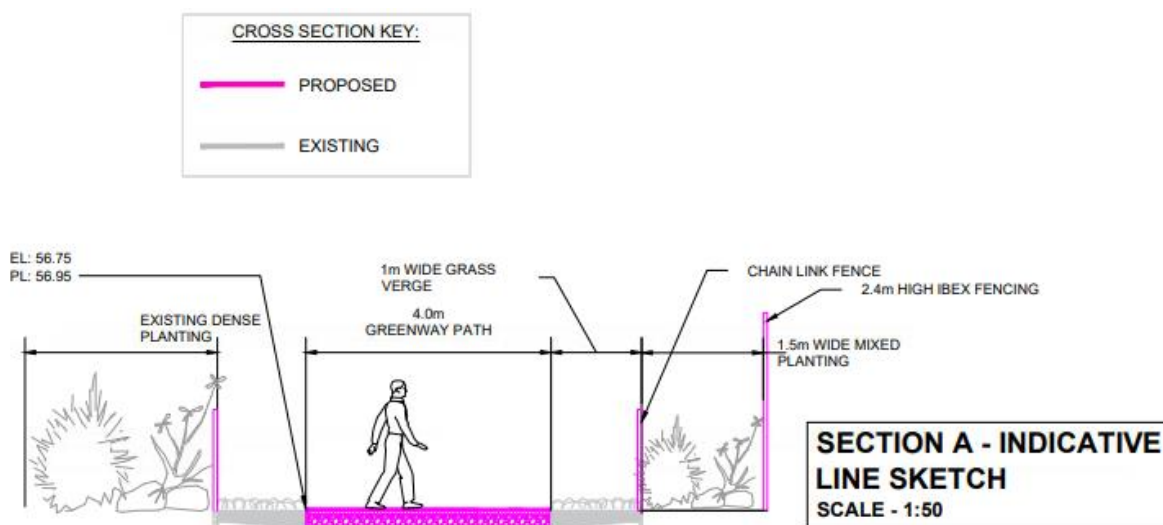 CROSS SECTION KEY:
PROPOSED
EXISTING
EL: 56.75
PL: 56.95
EXISTING DENSE
PLANTING
1m WIDE GRASS
VERGE
4.0m
GREENWAY PATH
CHAIN LINK FENCE
2.4m HIGH IBEX FENCING
1.5m WIDE MIXED
PLANTING
SECTION A - INDICATIVE
LINE SKETCH
SCALE - 1:50